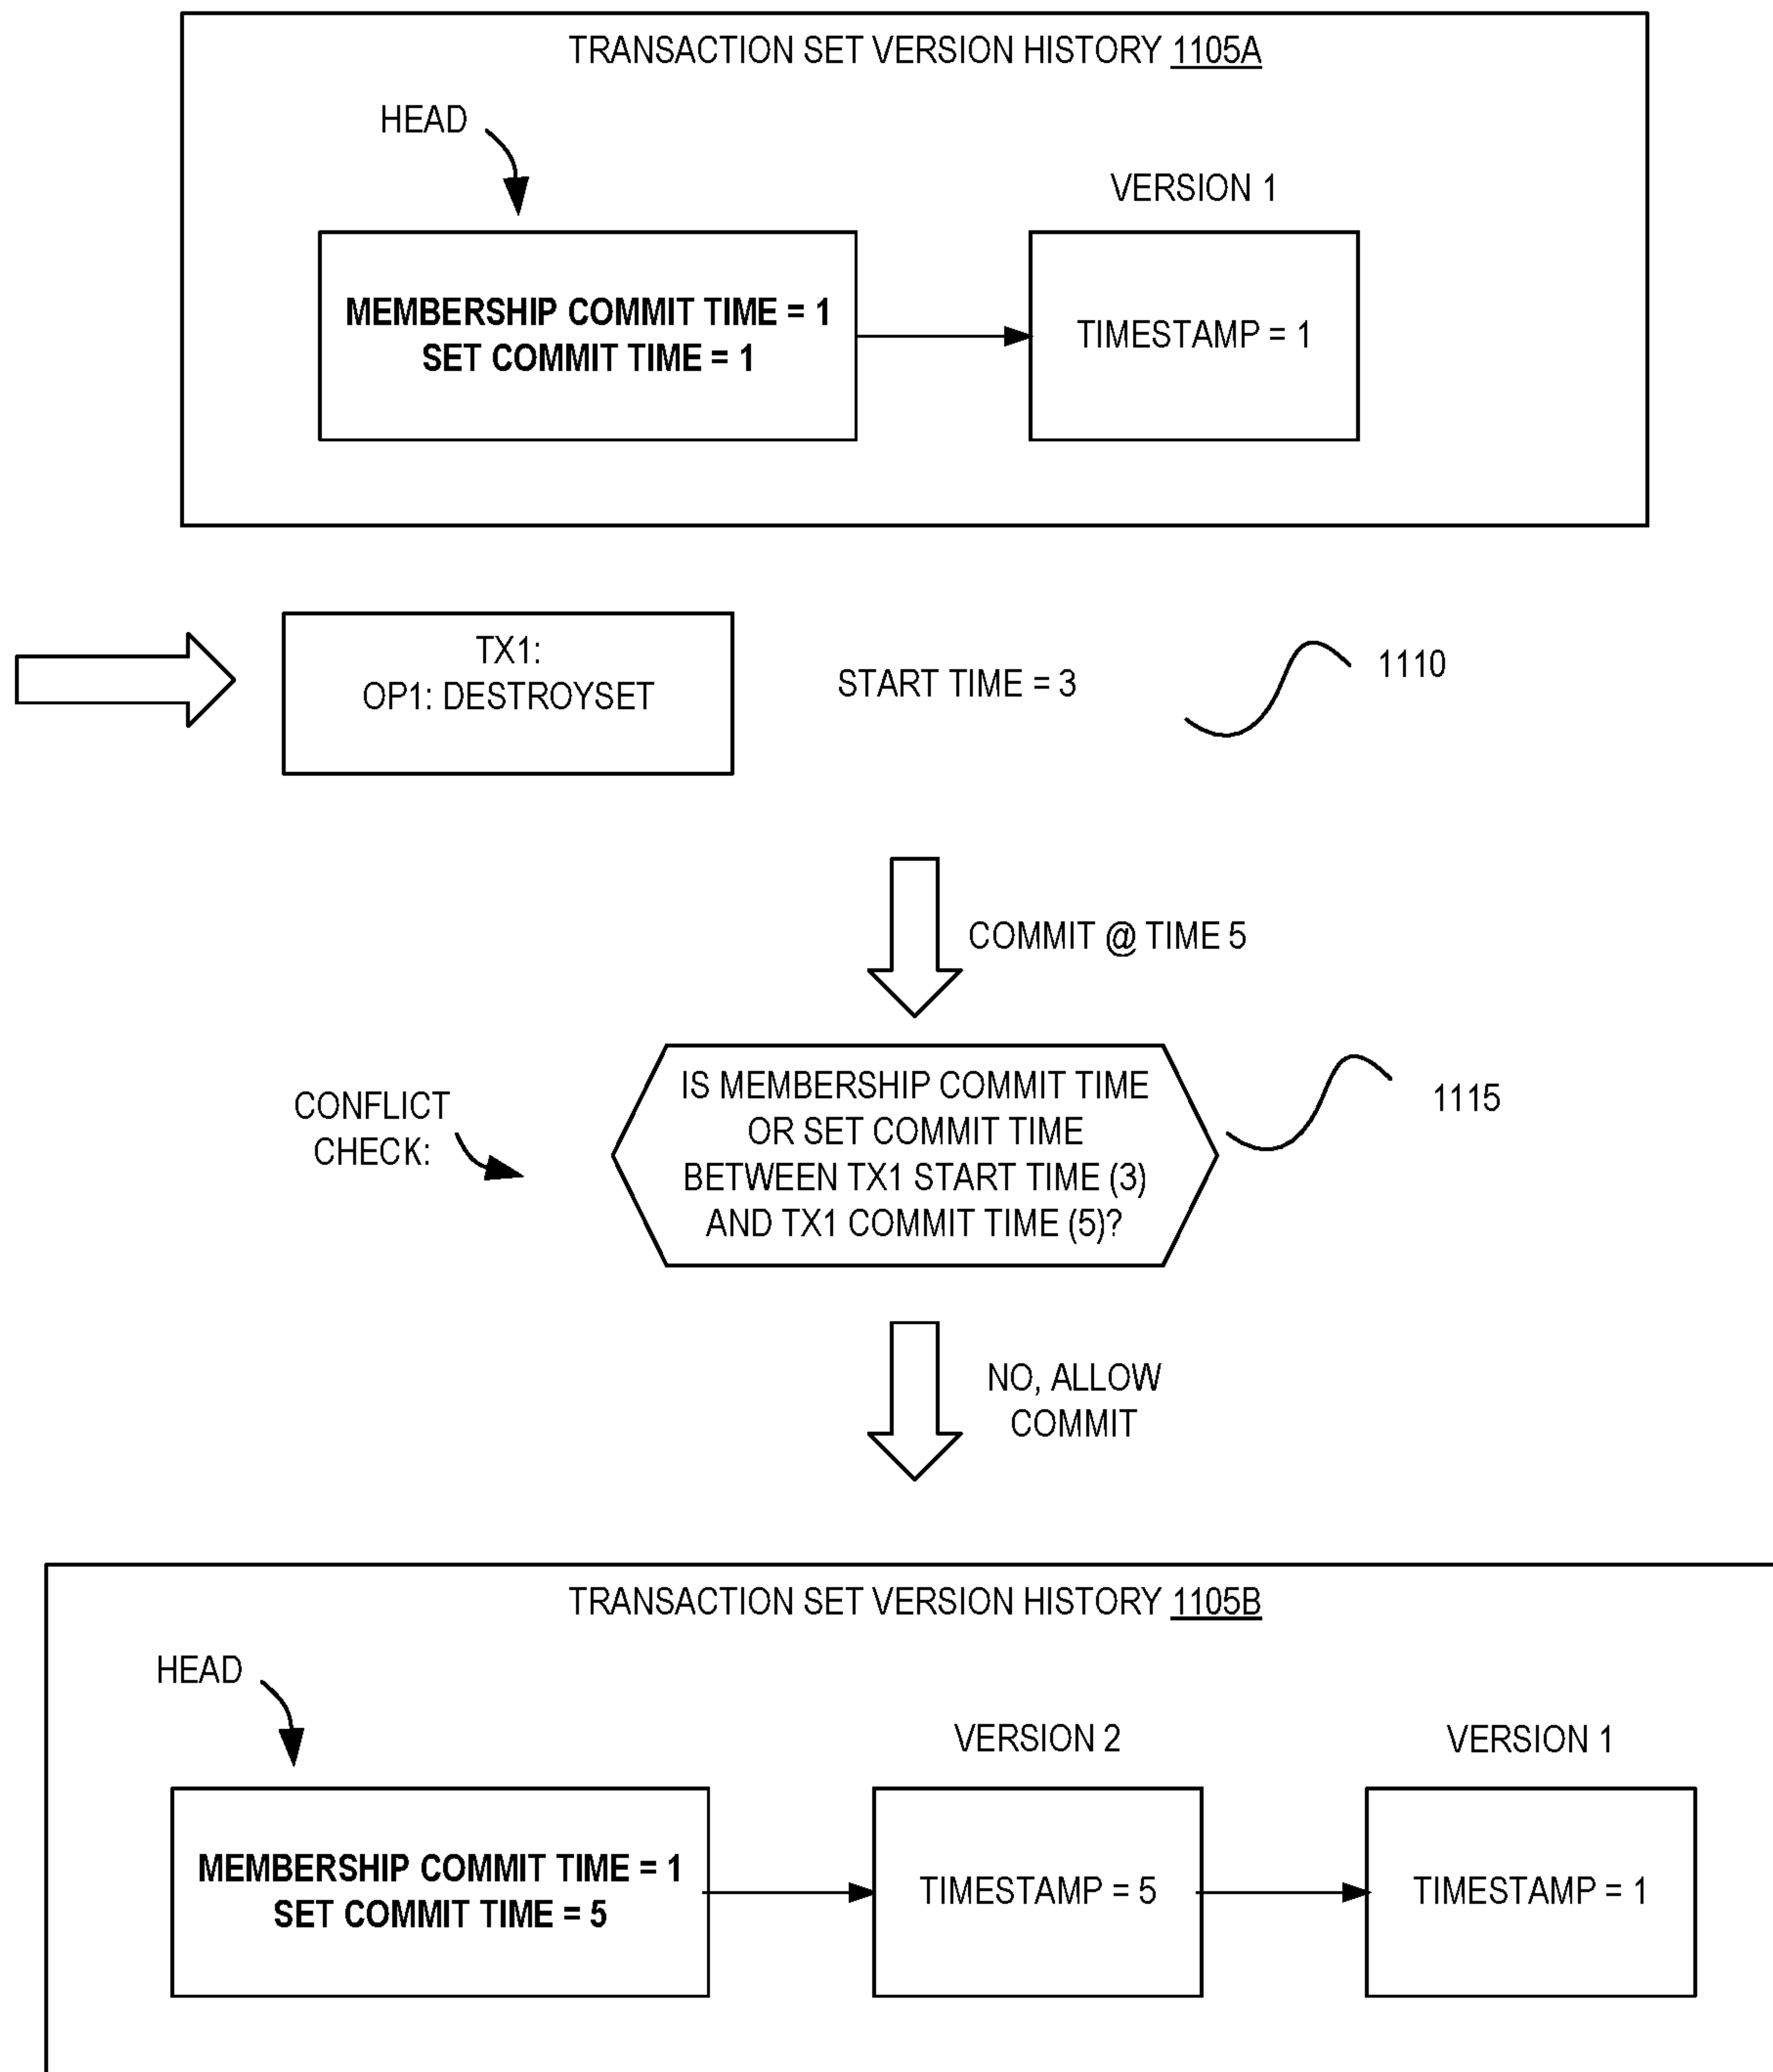 TRANSACTION SET VERSION HISTORY 1105A
HEAD
VERSION 1
MEMBERSHIP COMMIT TIME = 1
SET COMMIT TIME = 1
TIMESTAMP = 1
TX1:
OP1: DESTROYSET
START TIME = 3
1110
COMMIT @ TIME 5
CONFLICT
CHECK:
IS MEMBERSHIP COMMIT TIME
OR SET COMMIT TIME
BETWEEN TX1 START TIME (3)
AND TX1 COMMIT TIME (5)?
1115
NO, ALLOW
COMMIT
TRANSACTION SET VERSION HISTORY 1105B
HEAD
VERSION 2
VERSION 1
MEMBERSHIP COMMIT TIME = 1
SET COMMIT TIME = 5
TIMESTAMP = 5
TIMESTAMP = 1